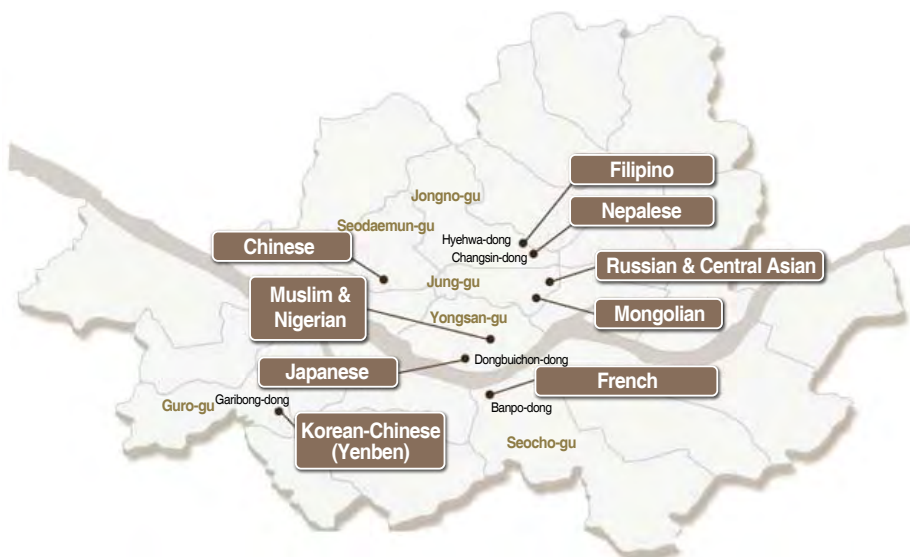 Filipino
Jongno-gu
Nepalese
Seodaemun-gu
Hyehwa-dong
Chinese
Changsin-dong
Russian & Central Asian
Jung-gu
Muslim &
Nigerian
Mongolian
Yongsan-gu
Dongbuichon-dong
Japanese
French
Guro-gu
Garibong-dong
Banpo-dong
Korean-Chinese
(Yenben)
Seocho-gu